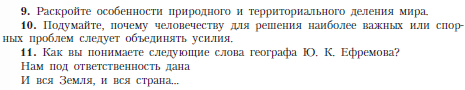 9. Раскройте особенности природного и территориального деления мира.
10. Подумайте, почему человечеству для решения наиболее важных или спор-
ных проблем следует объединять усилия.
11. Как вы понимаете следующие слова географа Ю. К. Ефремова?
Нам под ответственность дана
И вся Земля, и вся страна...